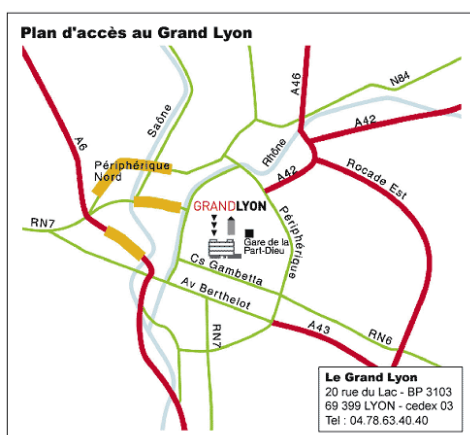 Plan d'accès au Grand Lyon
A46
N84
A42
Saône
Rhône
A6
Périphérique
Nord
A42
Rocade Est
GRANDLYON
RN7
Périphérique
Gare de la
Part-Dieu
Cs Gambetta
Av Berthelot
RN7
A43
RN6
Le Grand Lyon
20 rue du Lac - BP 3103
69 399 LYON - cedex 03
Tel : 04.78.63.40.40